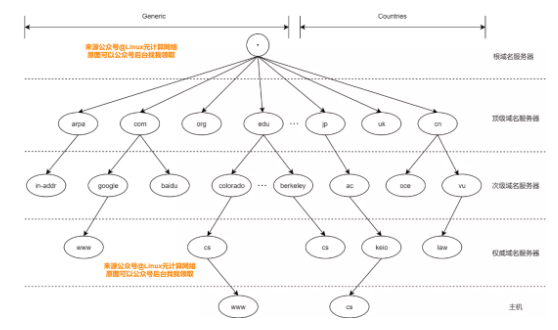 Generic
Countries
来源公众号@Linux元计算网络
原图可以公众号后台找我领取
.
根域名服务器
arpa
com
org
edu
...
jp
uk
cn
顶级域名服务器
in-addr
google
baidu
colorado
...
berkeley
ac
oce
vu
次级域名服务器
www
cs
cs
keio
law
权威域名服务器
来源公众号@Linux元计算网络
原图可以公众号后台找我领取
www
cs
主机